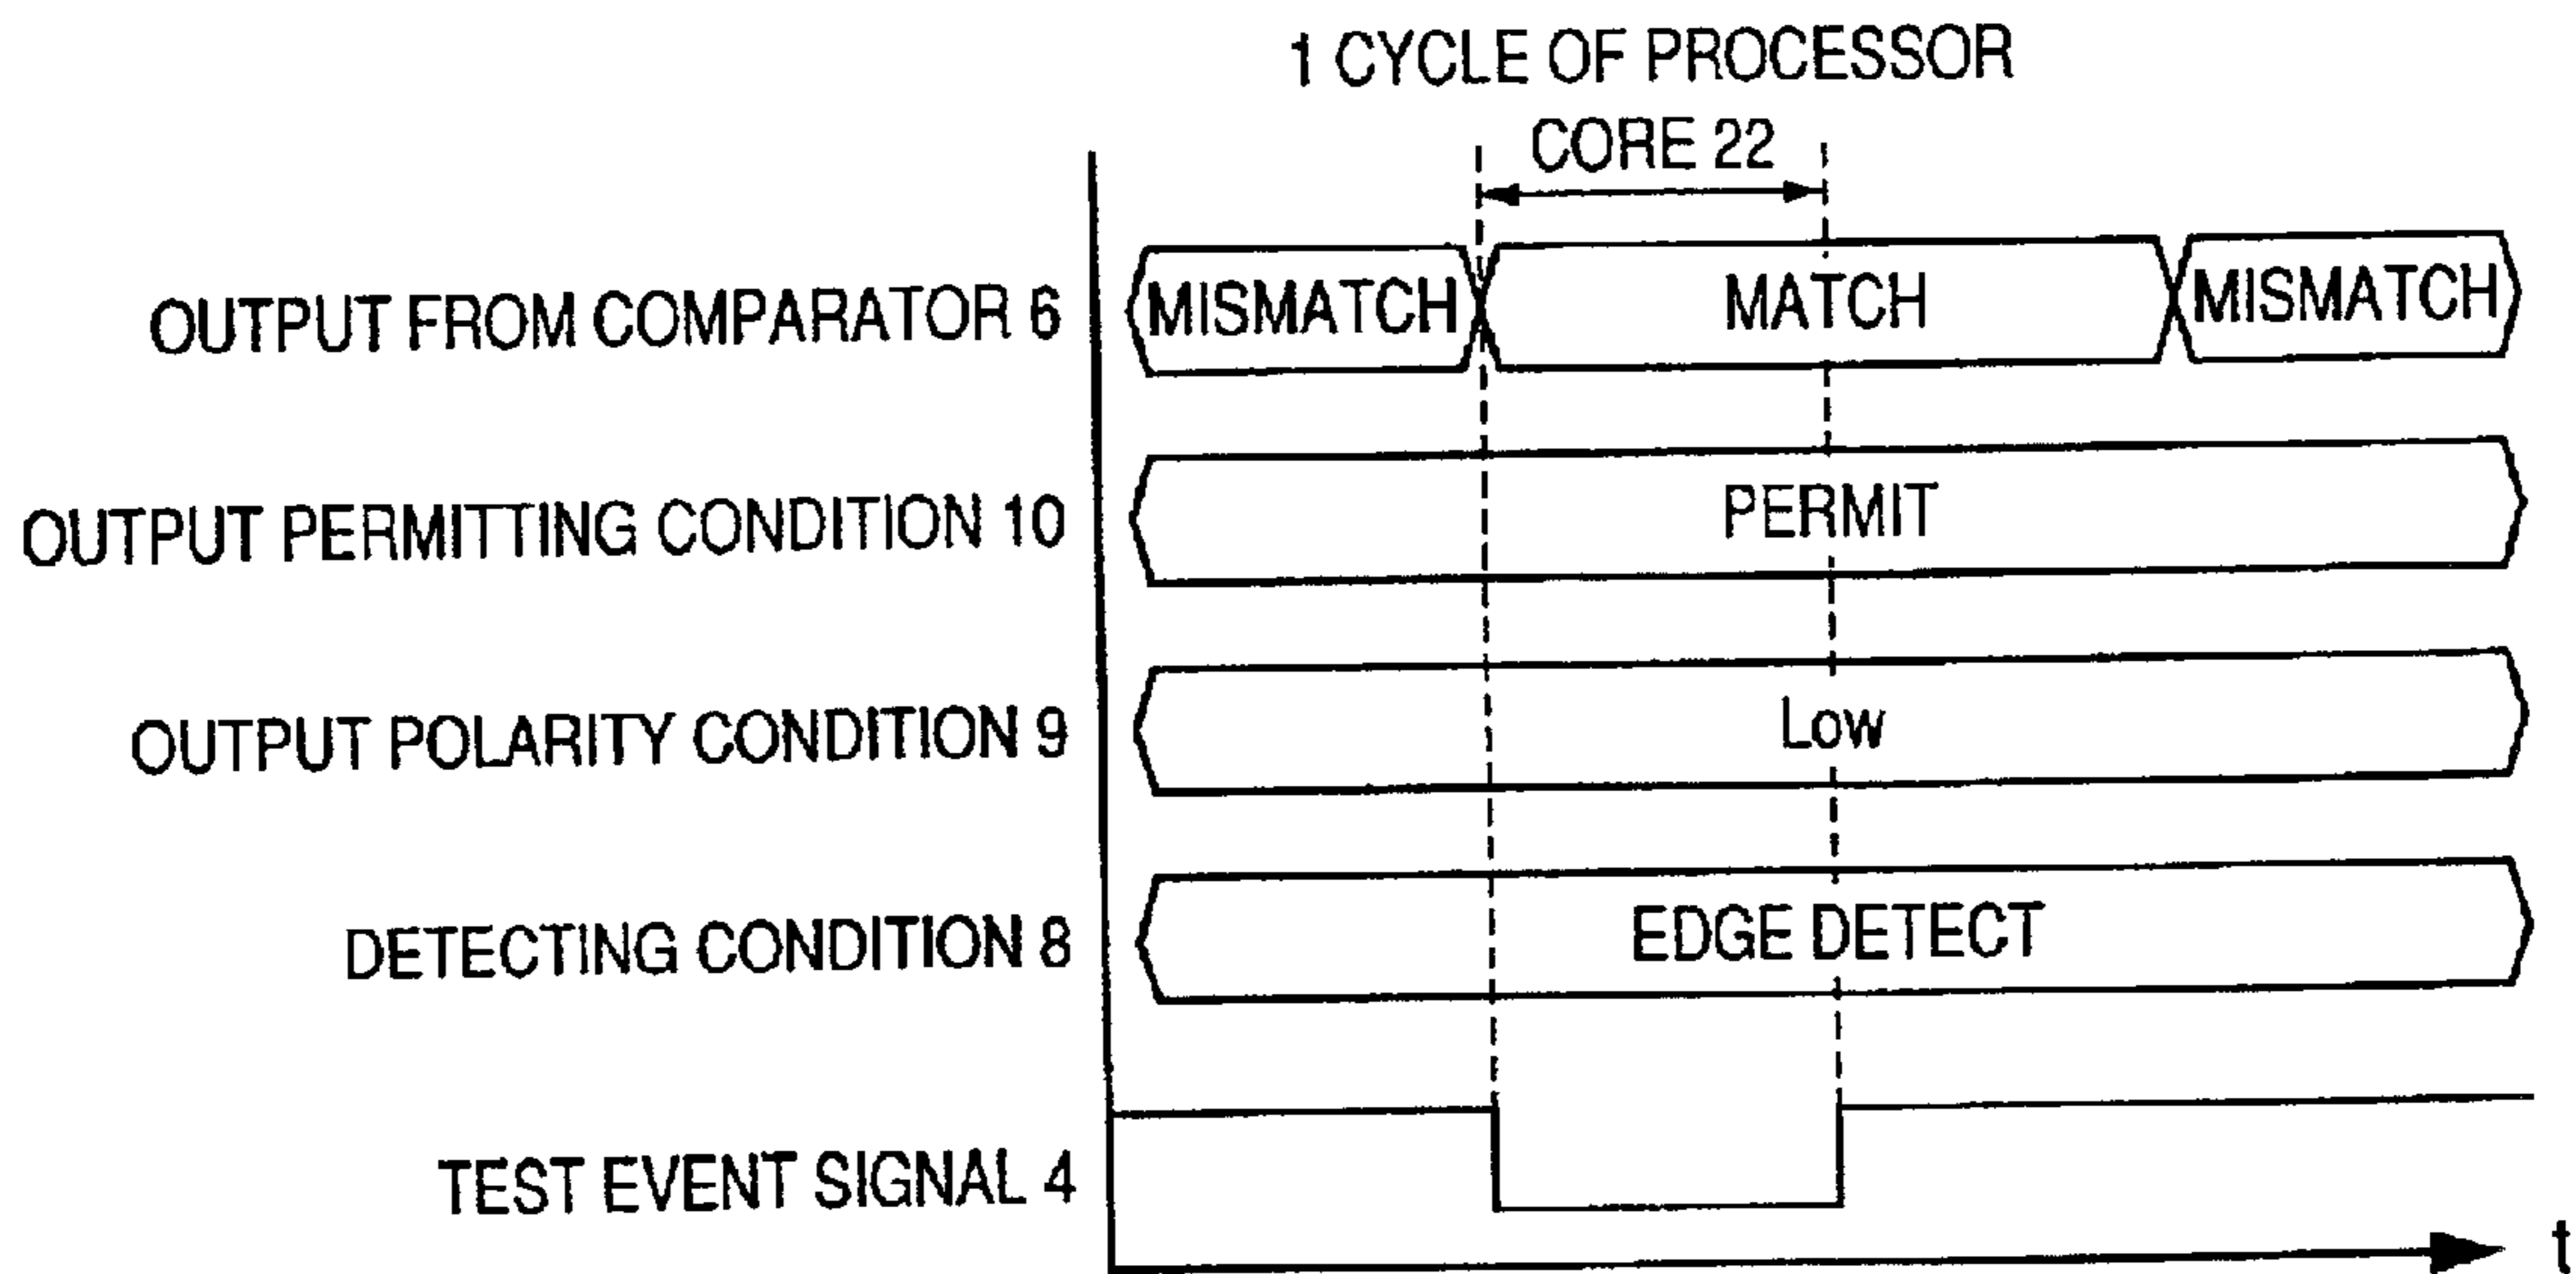 1 CYCLE OF PROCESSOR
CORE 22
OUTPUT FROM COMPARATOR 6
MISMATCH
MATCH
MISMATCH
OUTPUT PERMITTING CONDITION 10
PERMIT
OUTPUT POLARITY CONDITION 9
Low
DETECTING CONDITION 8
EDGE DETECT
TEST EVENT SIGNAL 4
t